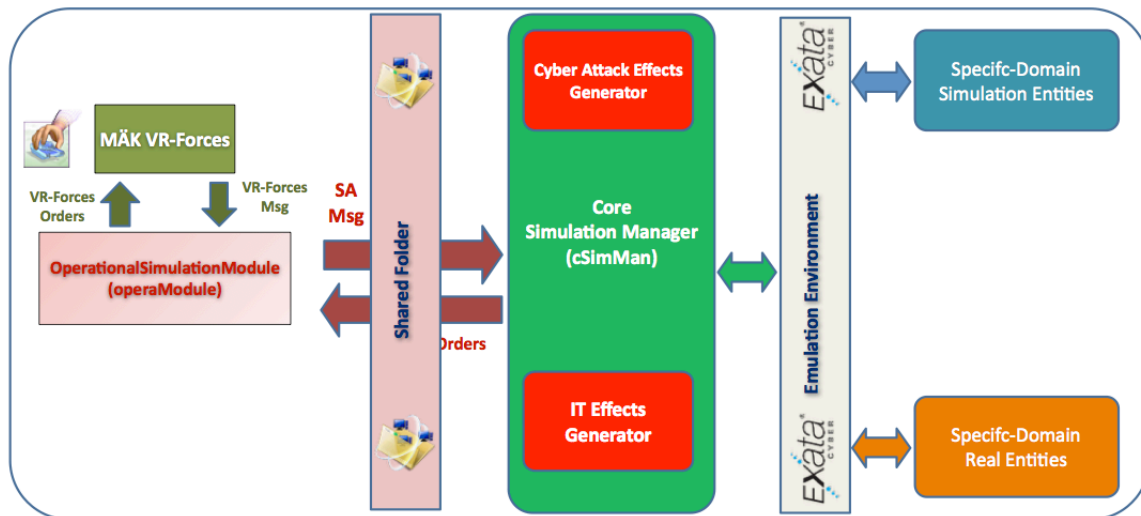 MÄK VR-Forces
VR-Forces
Orders
VR-Forces
Msg
OperationalSimulationModule
(operaModule)
SA
Msg
Orders
Shared Folder
Cyber Attack Effects
Generator
Core
Simulation Manager
(cSimMan)
IT Effects
Generator
EXata®
CYBER
Emulation Environment
EXata®
CYBER
Specifc-Domain
Simulation Entities
Specifc-Domain
Real Entities